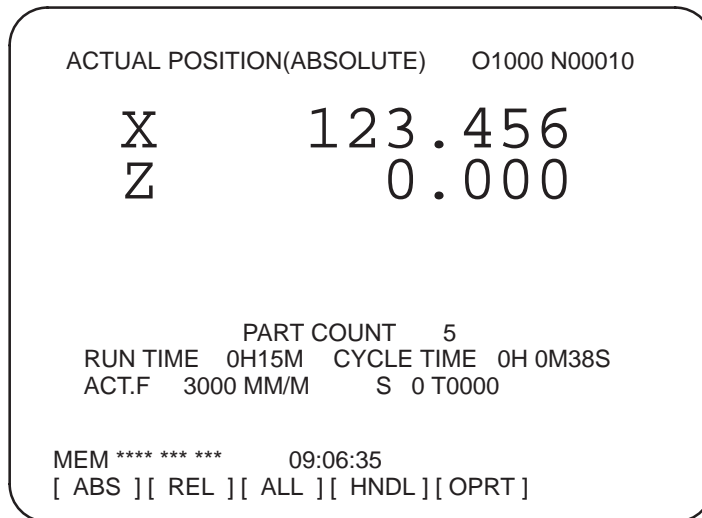 ACTUAL POSITION(ABSOLUTE) O1000 N00010
X 123.456
Z 0.000
PART COUNT 5
RUN TIME 0H15M CYCLE TIME 0H 0M38S
ACT.F 3000 MM/M S 0 T0000
MEM **** *** *** 09:06:35
[ ABS ] [ REL ] [ ALL ] [ HNDL ] [ OPRT ]